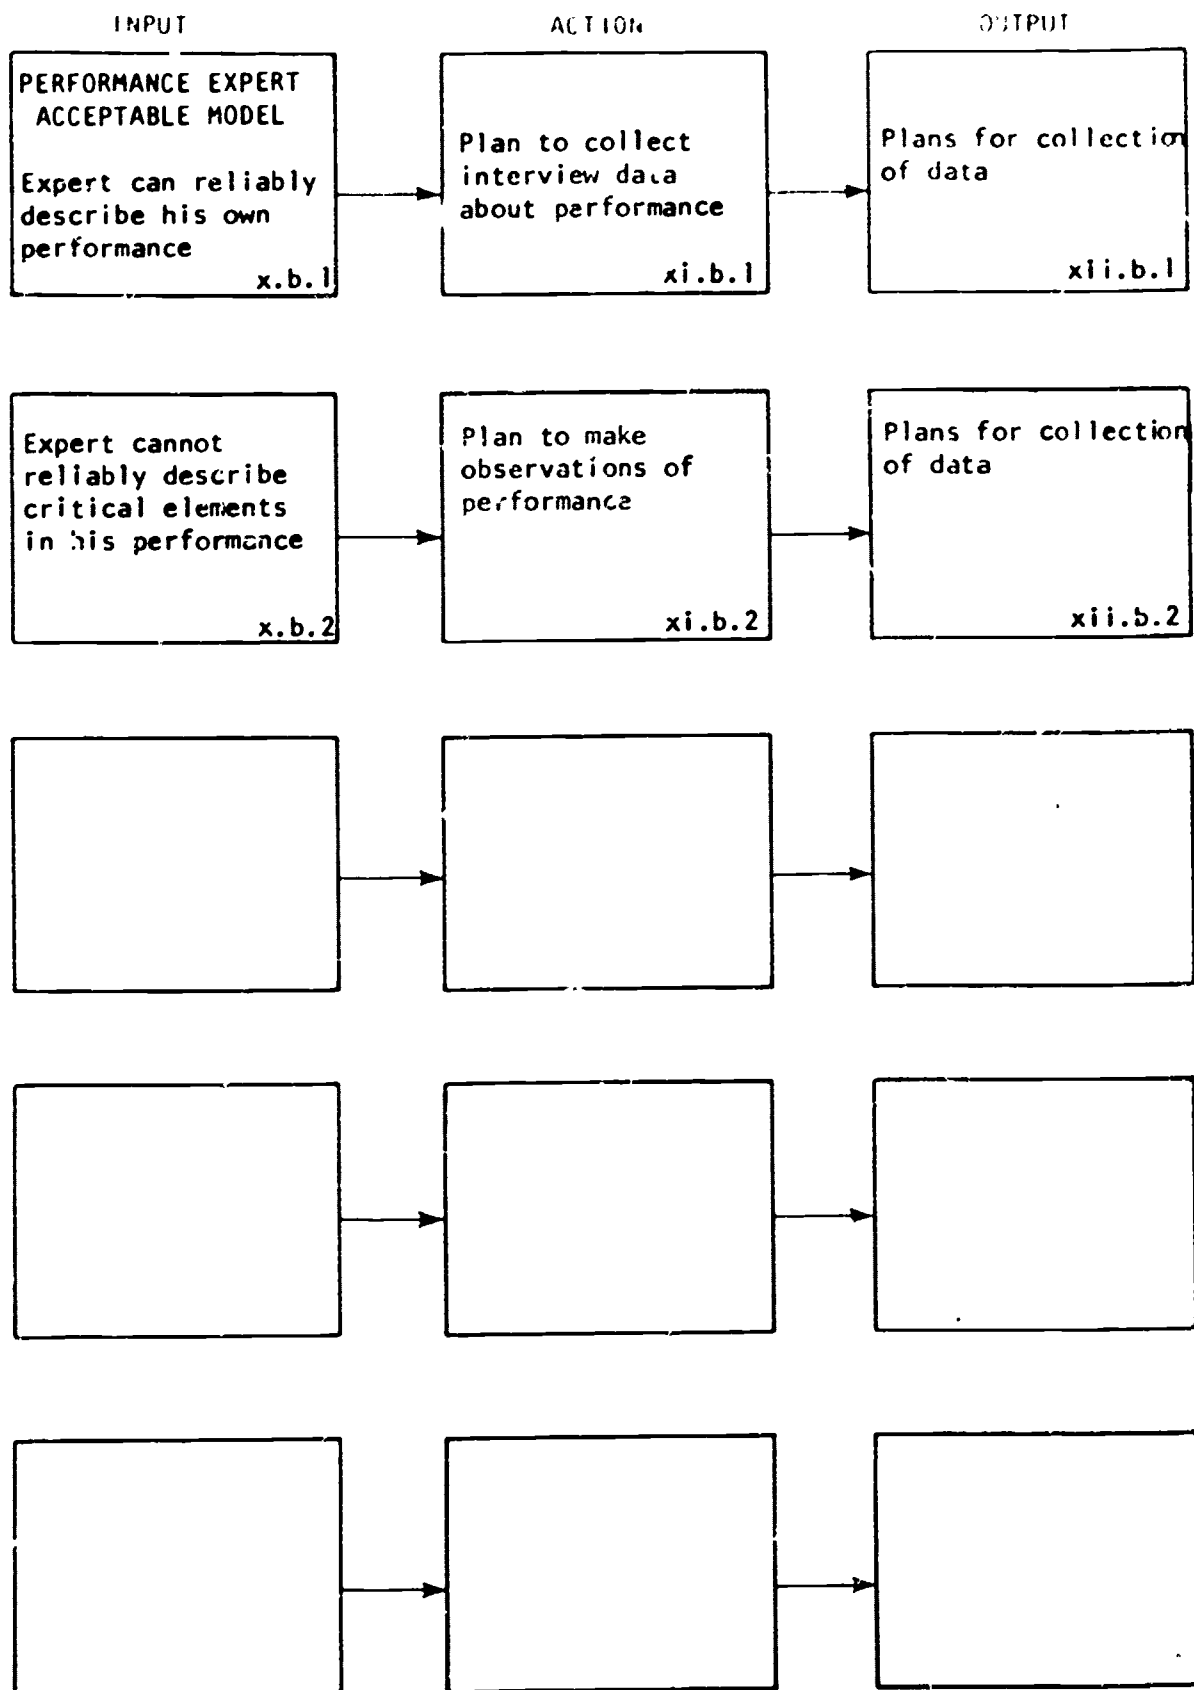 INPUT
ACTION
OUTPUT
PERFORMANCE EXPERT
ACCEPTABLE MODEL
Expert can reliably
describe his own
performance
x.b.1
Plan to collect
interview data
about performance
xi.b.1
Plans for collection
of data
xii.b.1
Expert cannot
reliably describe
critical elements
in his performance
x.b.2
Plan to make
observations of
performance
xi.b.2
Plans for collection
of data
xii.b.2